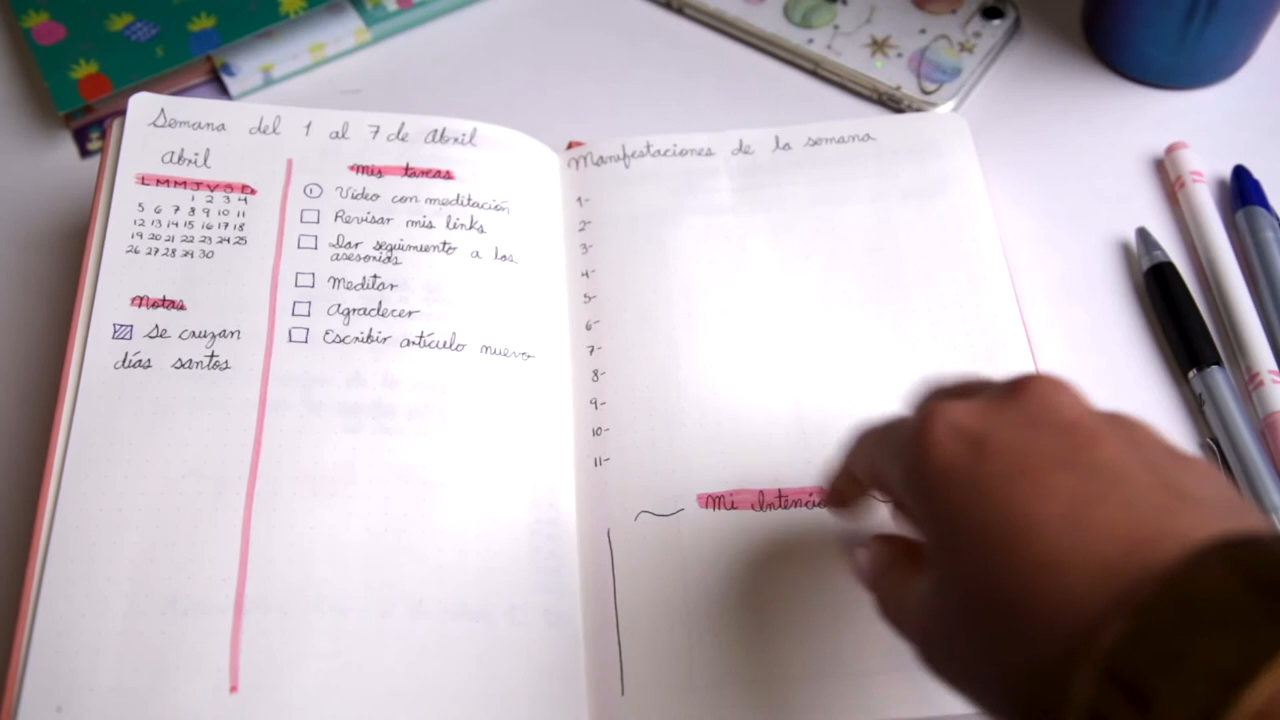 Semana del 1 al 7 de Abril
Abril
L M M J V S D
1 2 3 4
5 6 7 8 9 10 11
12 13 14 15 16 17 18
19 20 21 22 23 24 25
26 27 28 29 30
Notas
Se cruzan
días santos
Mis tareas
1 Video con meditación
Revisar mis links
Dar seguimiento a las
asesorías
Meditar
Agradecer
Escribir artículo nuevo
Manifestaciones de la semana
1-
2-
3-
4-
5-
6-
7-
8-
9-
10-
11-
Mi Intenció